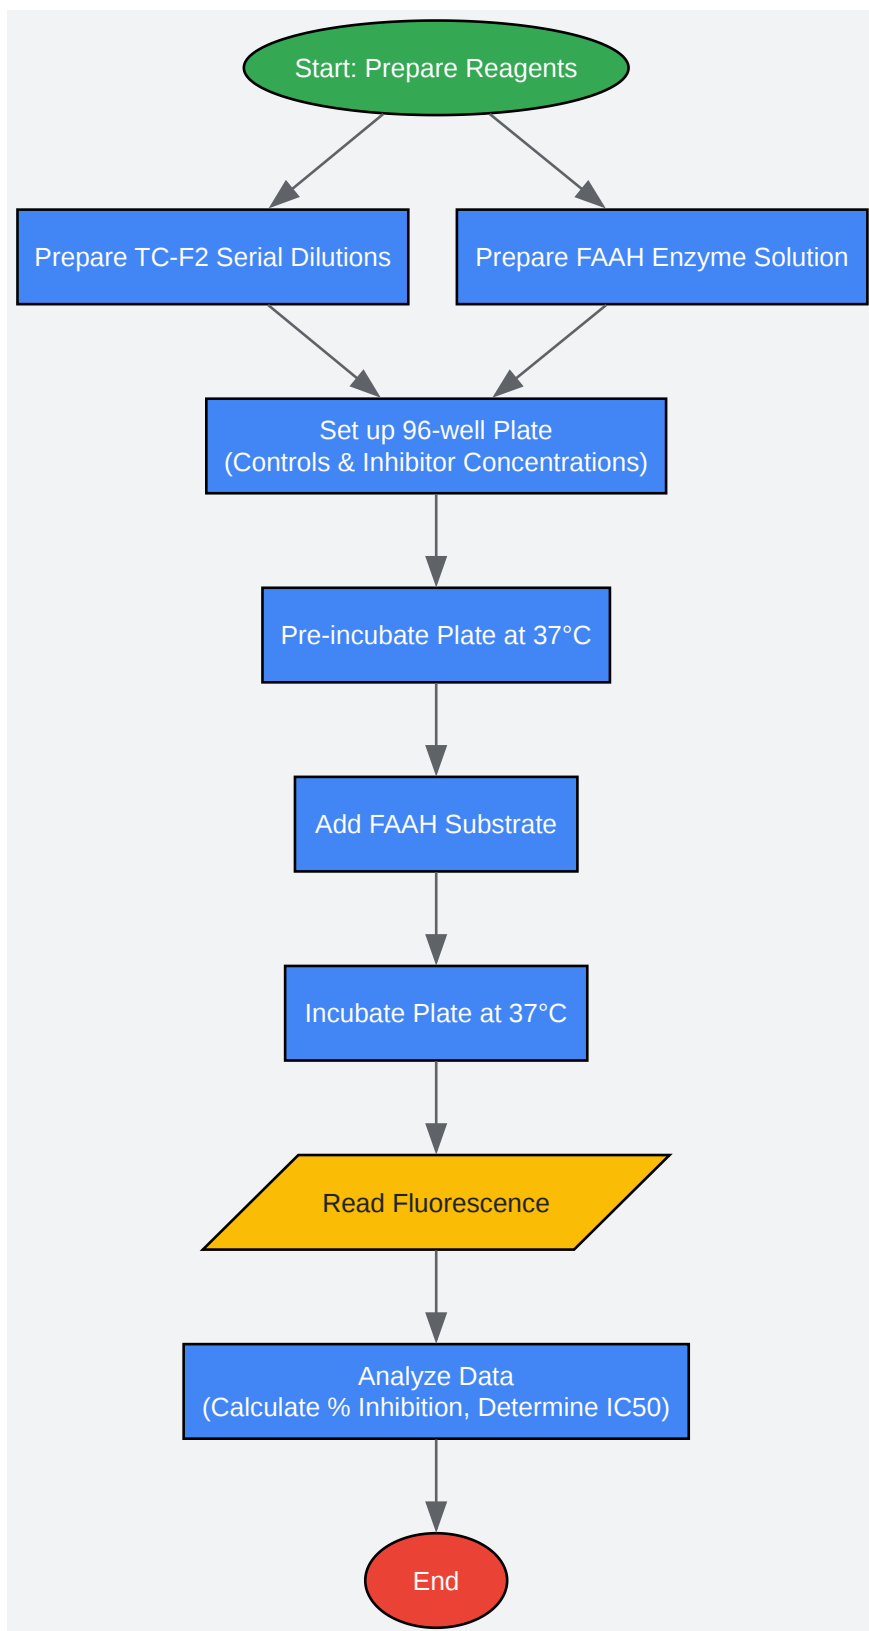 Start: Prepare Reagents
Prepare TC-F2 Serial Dilutions
Prepare FAAH Enzyme Solution
Set up 96-well Plate
(Controls & Inhibitor Concentrations)
Pre-incubate Plate at 37°C
Add FAAH Substrate
Incubate Plate at 37°C
Read Fluorescence
Analyze Data
(Calculate % Inhibition, Determine IC50)
End